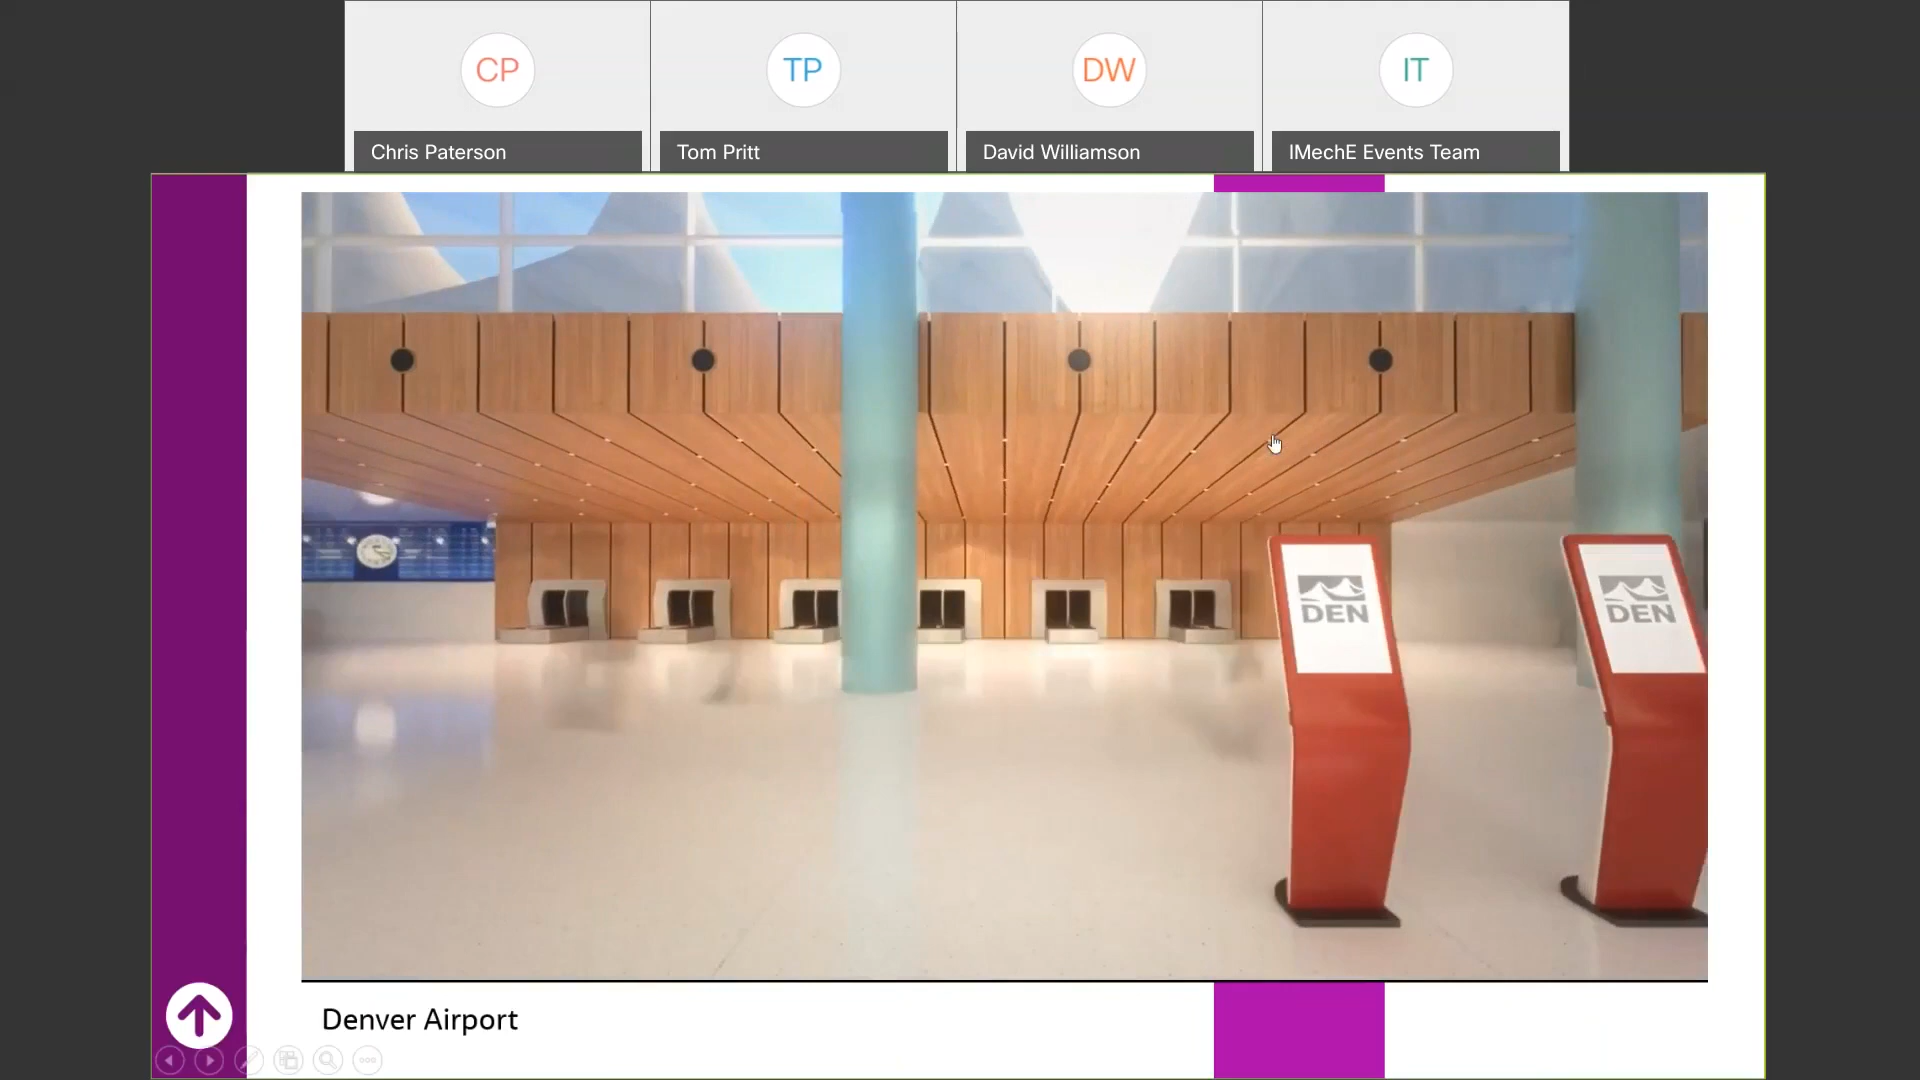 CP
TP
DW
IT
Chris Paterson
Tom Pritt
David Williamson
IMechE Events Team
DEN
DEN
Denver Airport